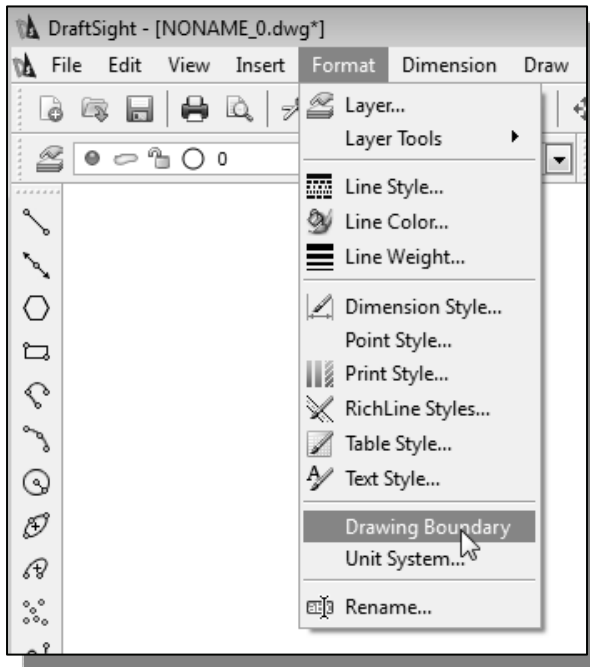 DraftSight - [NONAME_0.dwg*]
File Edit View Insert Format Dimension Draw
Layer...
Layer Tools
0
Line Style...
Line Color...
Line Weight...
Dimension Style...
Point Style...
Print Style...
RichLine Styles...
Table Style...
Text Style...
Drawing Boundary
Unit System...
Rename...